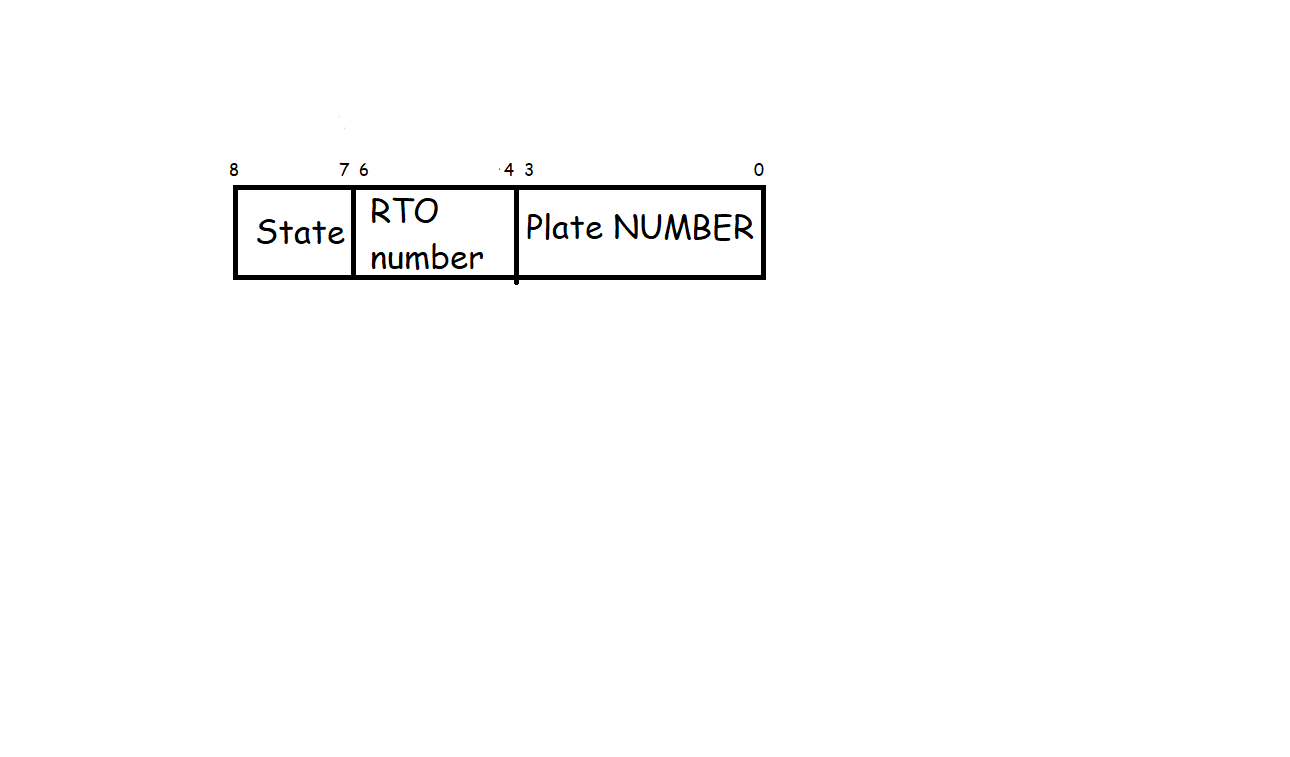 8 7 6 4 3 0
State
RTO
number
Plate NUMBER